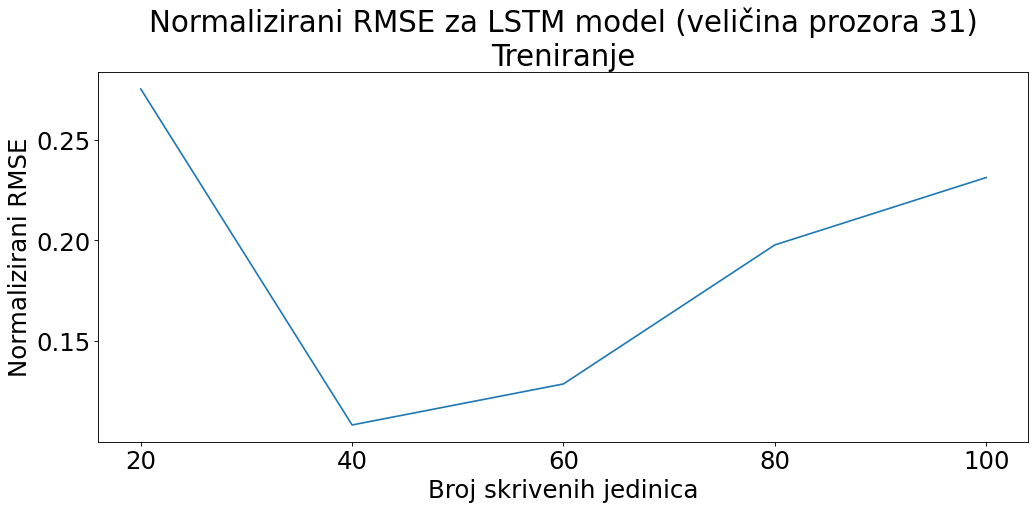 Normalizirani RMSE za LSTM model (veličina prozora 31)
Treniranje
Normalizirani RMSE
0.25
0.20
0.15
20 40 60 80 100
Broj skrivenih jedinica